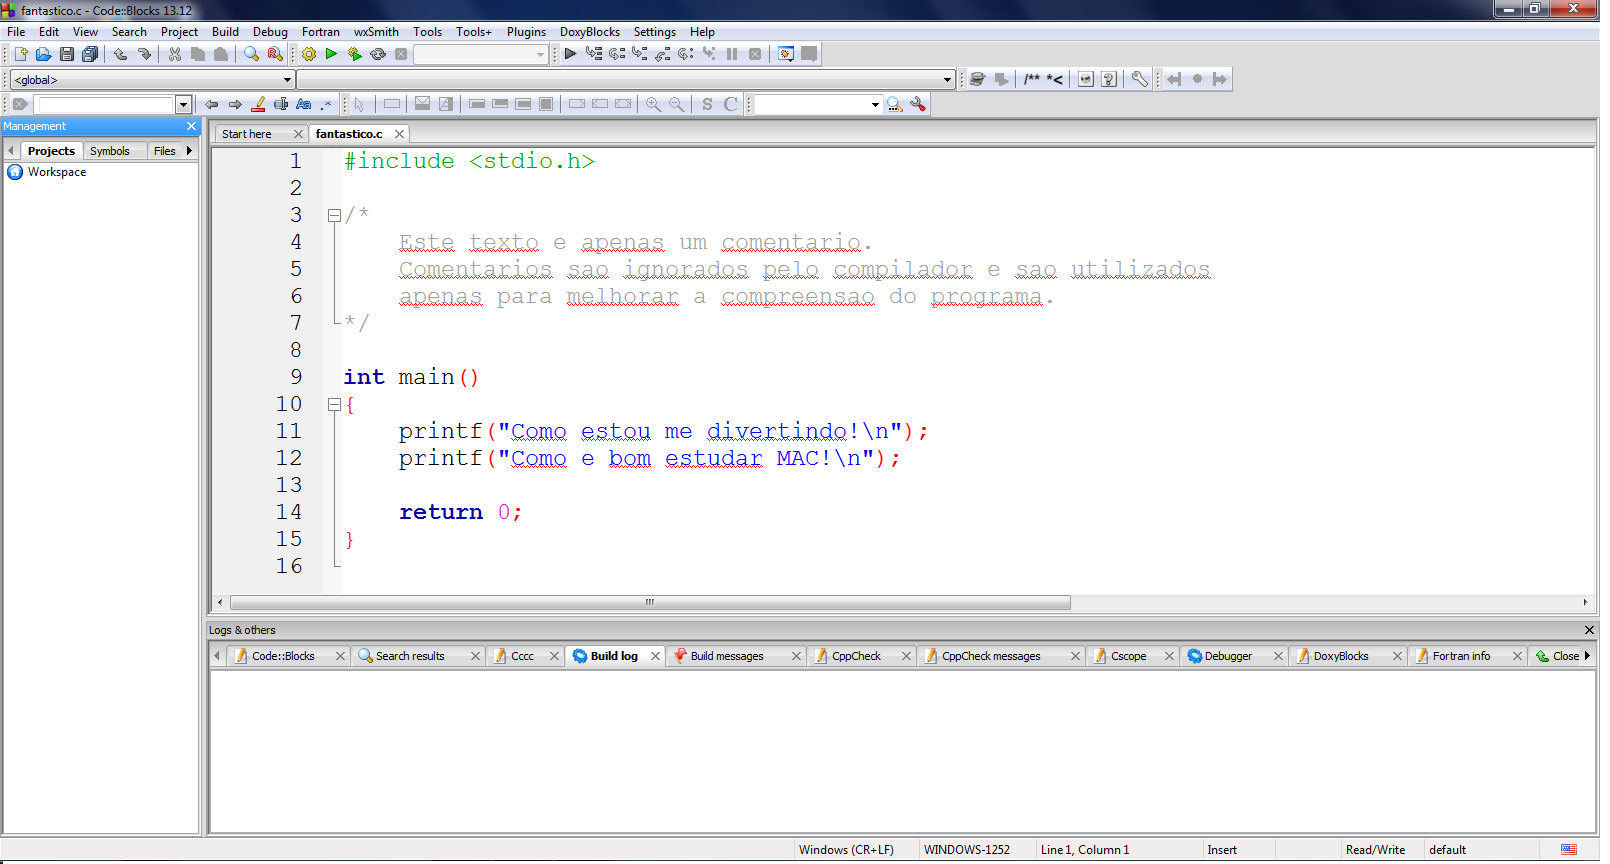 fantastico.c - Code::Blocks 13.12
File Edit View Search Project Build Debug Fortran wxSmith Tools Tools+ Plugins DoxyBlocks Settings Help
<global>
/** *<
Aa .* S C
Management
Start here fantastico.c
Projects Symbols Files
Workspace
1 #include <stdio.h>
2
3 /*
4 Este texto e apenas um comentario.
5 Comentarios sao ignorados pelo compilador e sao utilizados
6 apenas para melhorar a compreensao do programa.
7 */
8
9 int main()
10 {
11 printf("Como estou me divertindo!\n");
12 printf("Como e bom estudar MAC!\n");
13
14 return 0;
15 }
16
Logs & others
Code::Blocks Search results Cccc Build log Build messages CppCheck CppCheck messages Cscope Debugger DoxyBlocks Fortran info Close
Windows (CR+LF) WINDOWS-1252 Line 1, Column 1 Insert Read/Write default